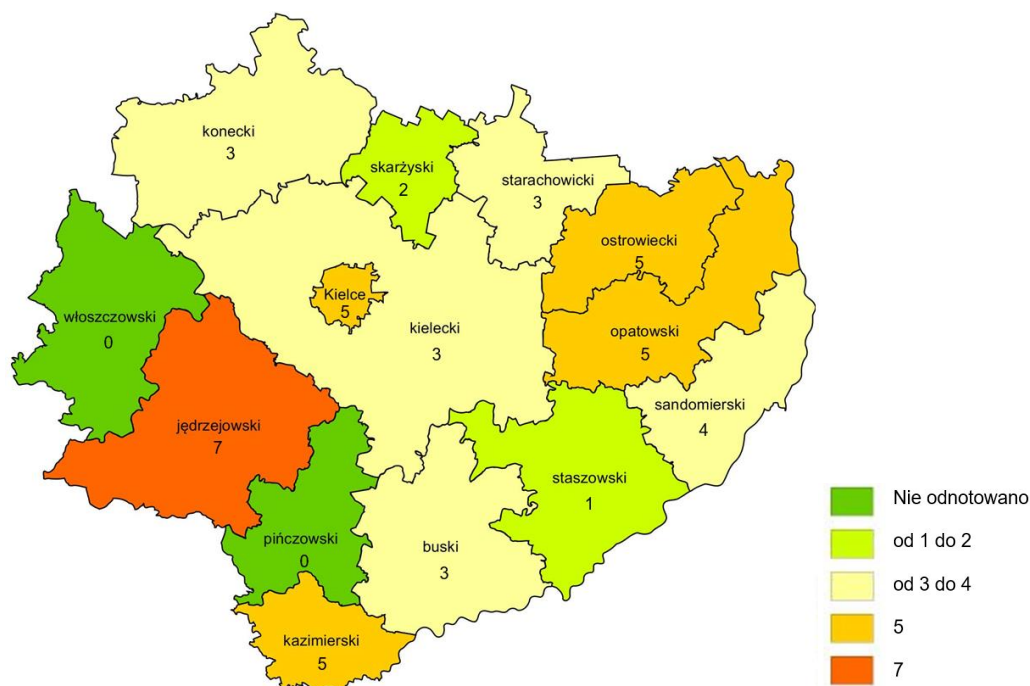 konecki
3
skarżyski
2
starachowicki
3
ostrowiecki
5
włoszczowski
0
Kielce
5
kielecki
3
opatowski
5
sandomierski
4
jędrzejowski
7
staszowski
1
pińczowski
0
buski
3
kazimierski
5
Nie odnotowano
od 1 do 2
od 3 do 4
5
7